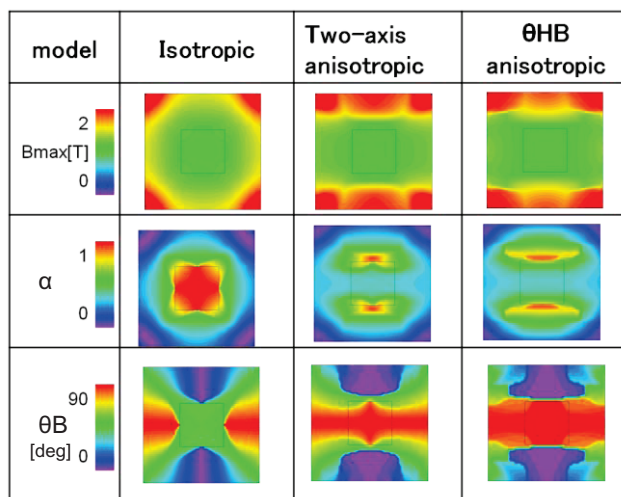 model
Isotropic
Two-axis
anisotropic
θHB
anisotropic
2
Bmax[T]
0
1
α
0
90
θB
[deg]
0